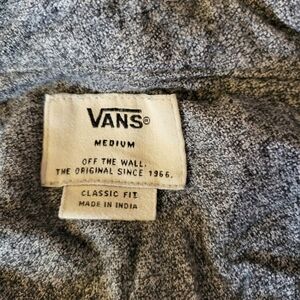 VANS®
MEDIUM
OFF THE WALL.
THE ORIGINAL SINCE 1966.
CLASSIC FIT
MADE IN INDIA